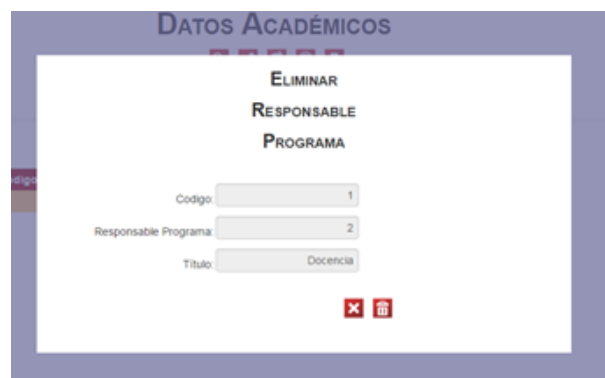 DATOS ACADÉMICOS
ELIMINAR
RESPONSABLE
PROGRAMA
Codigo: 1
Responsable Programa: 2
Título: Docencia